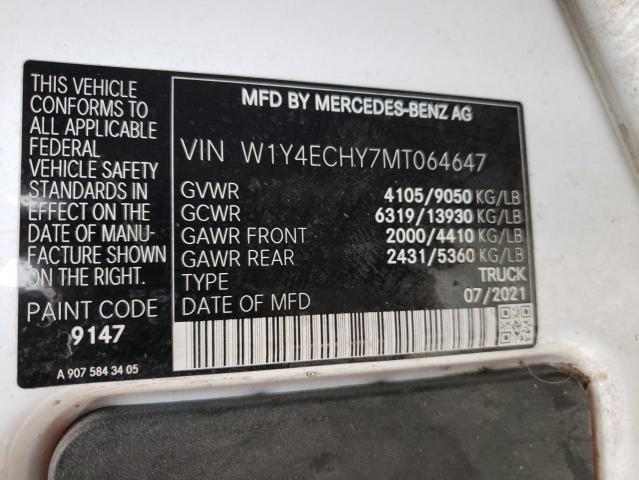 THIS VEHICLE
CONFORMS TO
ALL APPLICABLE
FEDERAL
VEHICLE SAFETY
STANDARDS IN
EFFECT ON THE
DATE OF MANU-
FACTURE SHOWN
ON THE RIGHT.
PAINT CODE
9147
A 907 584 34 05
MFD BY MERCEDES-BENZ AG
VIN W1Y4ECHY7MT064647
GVWR 4105/9050 KG/LB
GCWR 6319/13930 KG/LB
GAWR FRONT 2000/4410 KG/LB
GAWR REAR 2431/5360 KG/LB
TYPE TRUCK
DATE OF MFD 07/2021